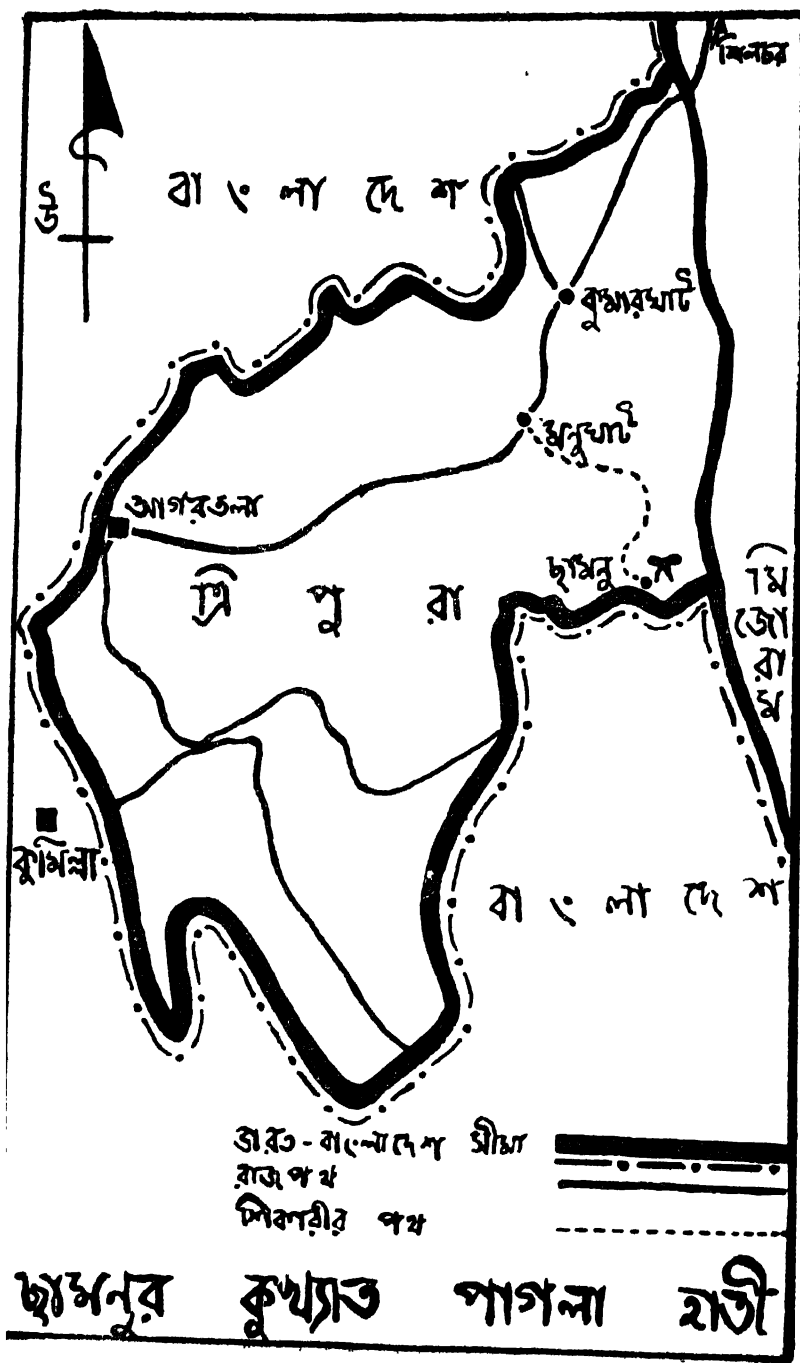 শিলচর
বাংলাদেশ
উঃ
কুমারঘাট
মনুঘাট
আগরতলা
ছামনু
ত্রিপুরা
মিজোরাম
কুমিল্লা
বাংলাদেশ
ভারত-বাংলাদেশ সীমা
রাজপথ
শিকারীর পথ
ছামনুর কুখ্যাত পাগলা হাতী